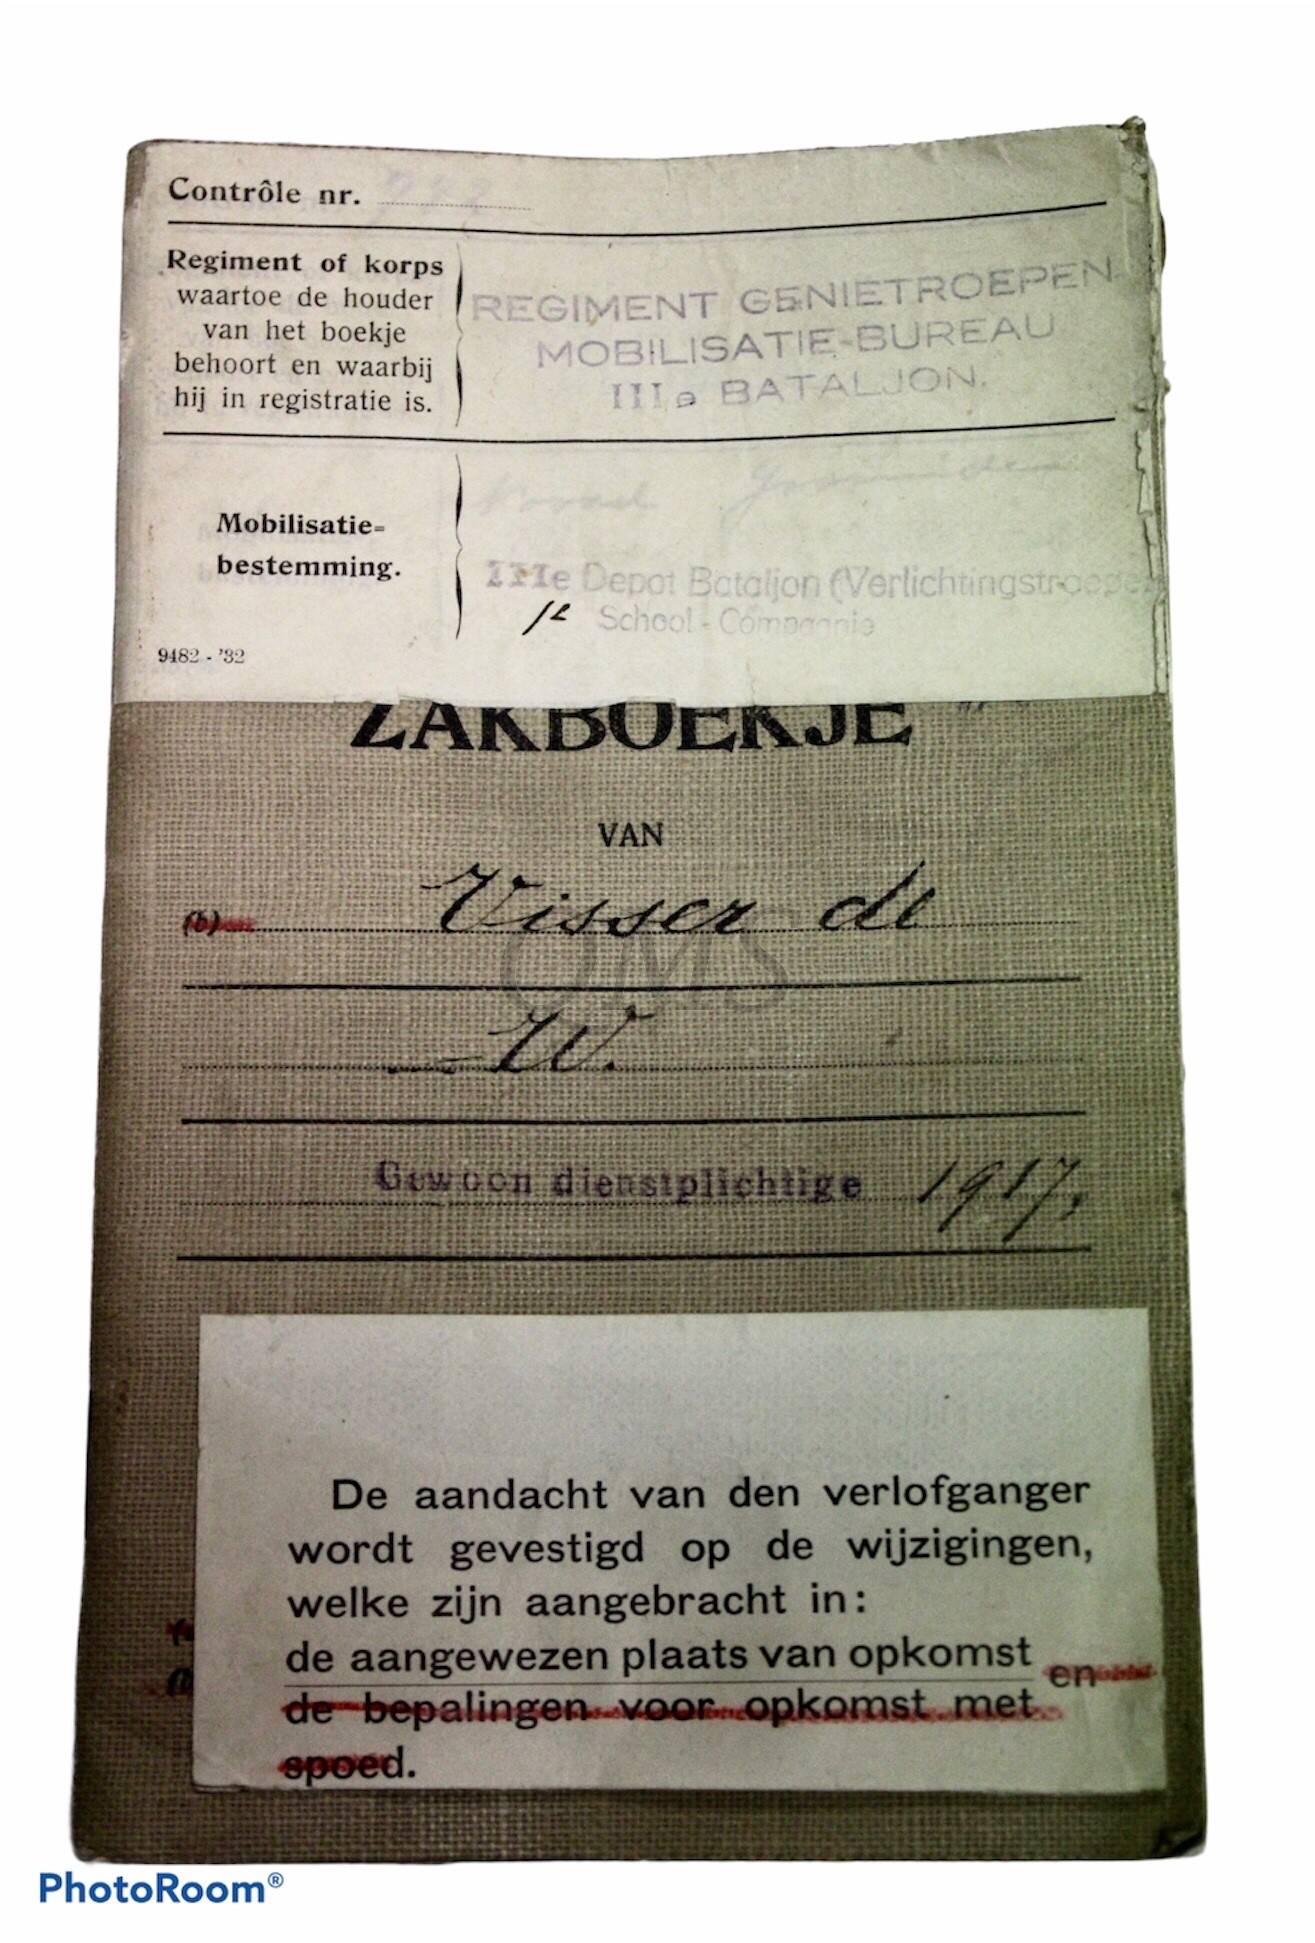 Contrôle nr.
Regiment of korps
waartoe de houder
van het boekje
behoort en waarbij
hij in registratie is.
REGIMENT GENIETROEPEN
MOBILISATIE-BUREAU
IIIe BATALJON.
Mobilisatie=
bestemming.
IIIe Depot Bataljon (Verlichtingstroepen
1e School-Compagnie
9482 - '32
ZAKBOEKJE
VAN
(b) Visser de
W.
Gewoon dienstplichtige 1917,
De aandacht van den verlofganger
wordt gevestigd op de wijzigingen,
welke zijn aangebracht in:
de aangewezen plaats van opkomst en
de bepalingen voor opkomst met
spoed.
QMS
PhotoRoom®